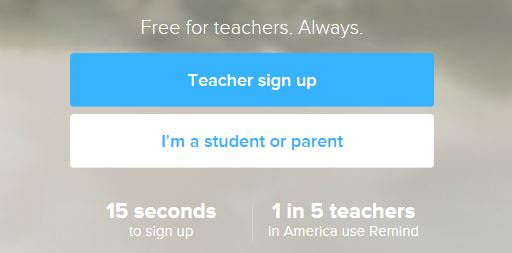 Free for teachers. Always.
Teacher sign up
I'm a student or parent
15 seconds
to sign up
1 in 5 teachers
in America use Remind